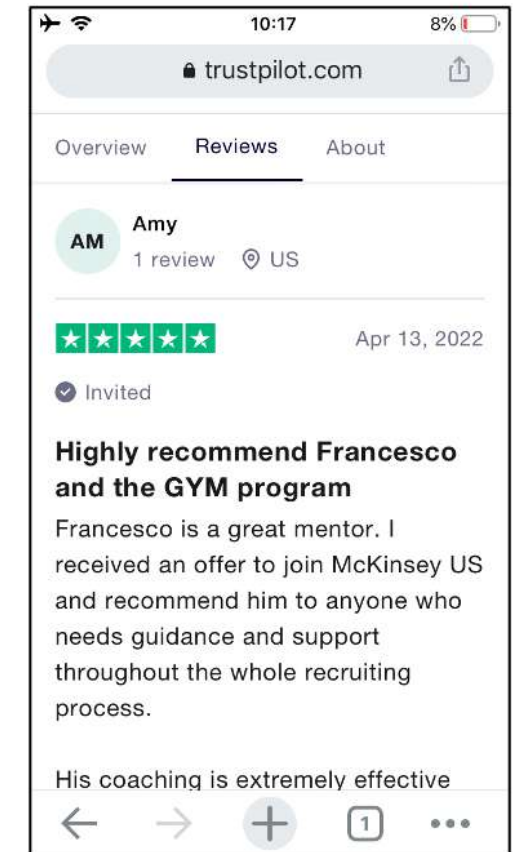 10:17
8%
trustpilot.com
Overview Reviews About
AM
Amy
1 review US
Apr 13, 2022
Invited
Highly recommend Francesco
and the GYM program
Francesco is a great mentor. I
received an offer to join McKinsey US
and recommend him to anyone who
needs guidance and support
throughout the whole recruiting
process.
His coaching is extremely effective
1